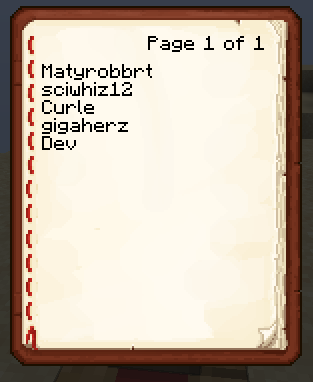 Page 1 of 1
Matyrobbrt
sciwhiz12
Curle
gigaherz
Dev